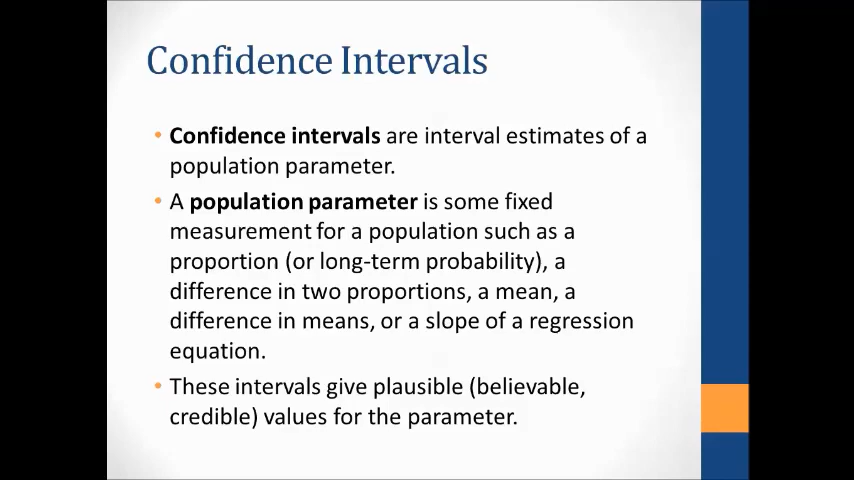 Confidence Intervals
• Confidence intervals are interval estimates of a
population parameter.
• A population parameter is some fixed
measurement for a population such as a
proportion (or long-term probability), a
difference in two proportions, a mean, a
difference in means, or a slope of a regression
equation.
• These intervals give plausible (believable,
credible) values for the parameter.